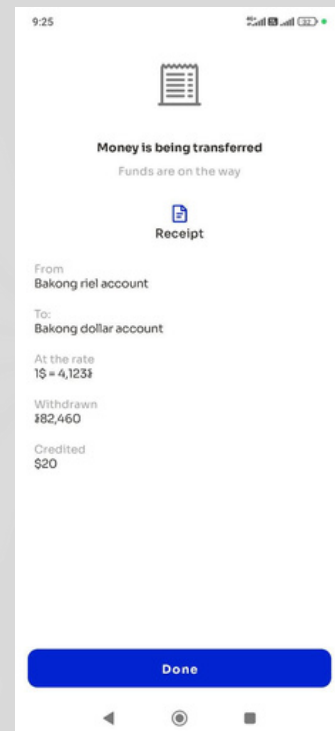 9:25
32
Money is being transferred
Funds are on the way
Receipt
From
Bakong riel account
To:
Bakong dollar account
At the rate
1$ = 4,123៛
Withdrawn
៛82,460
Credited
$20
Done